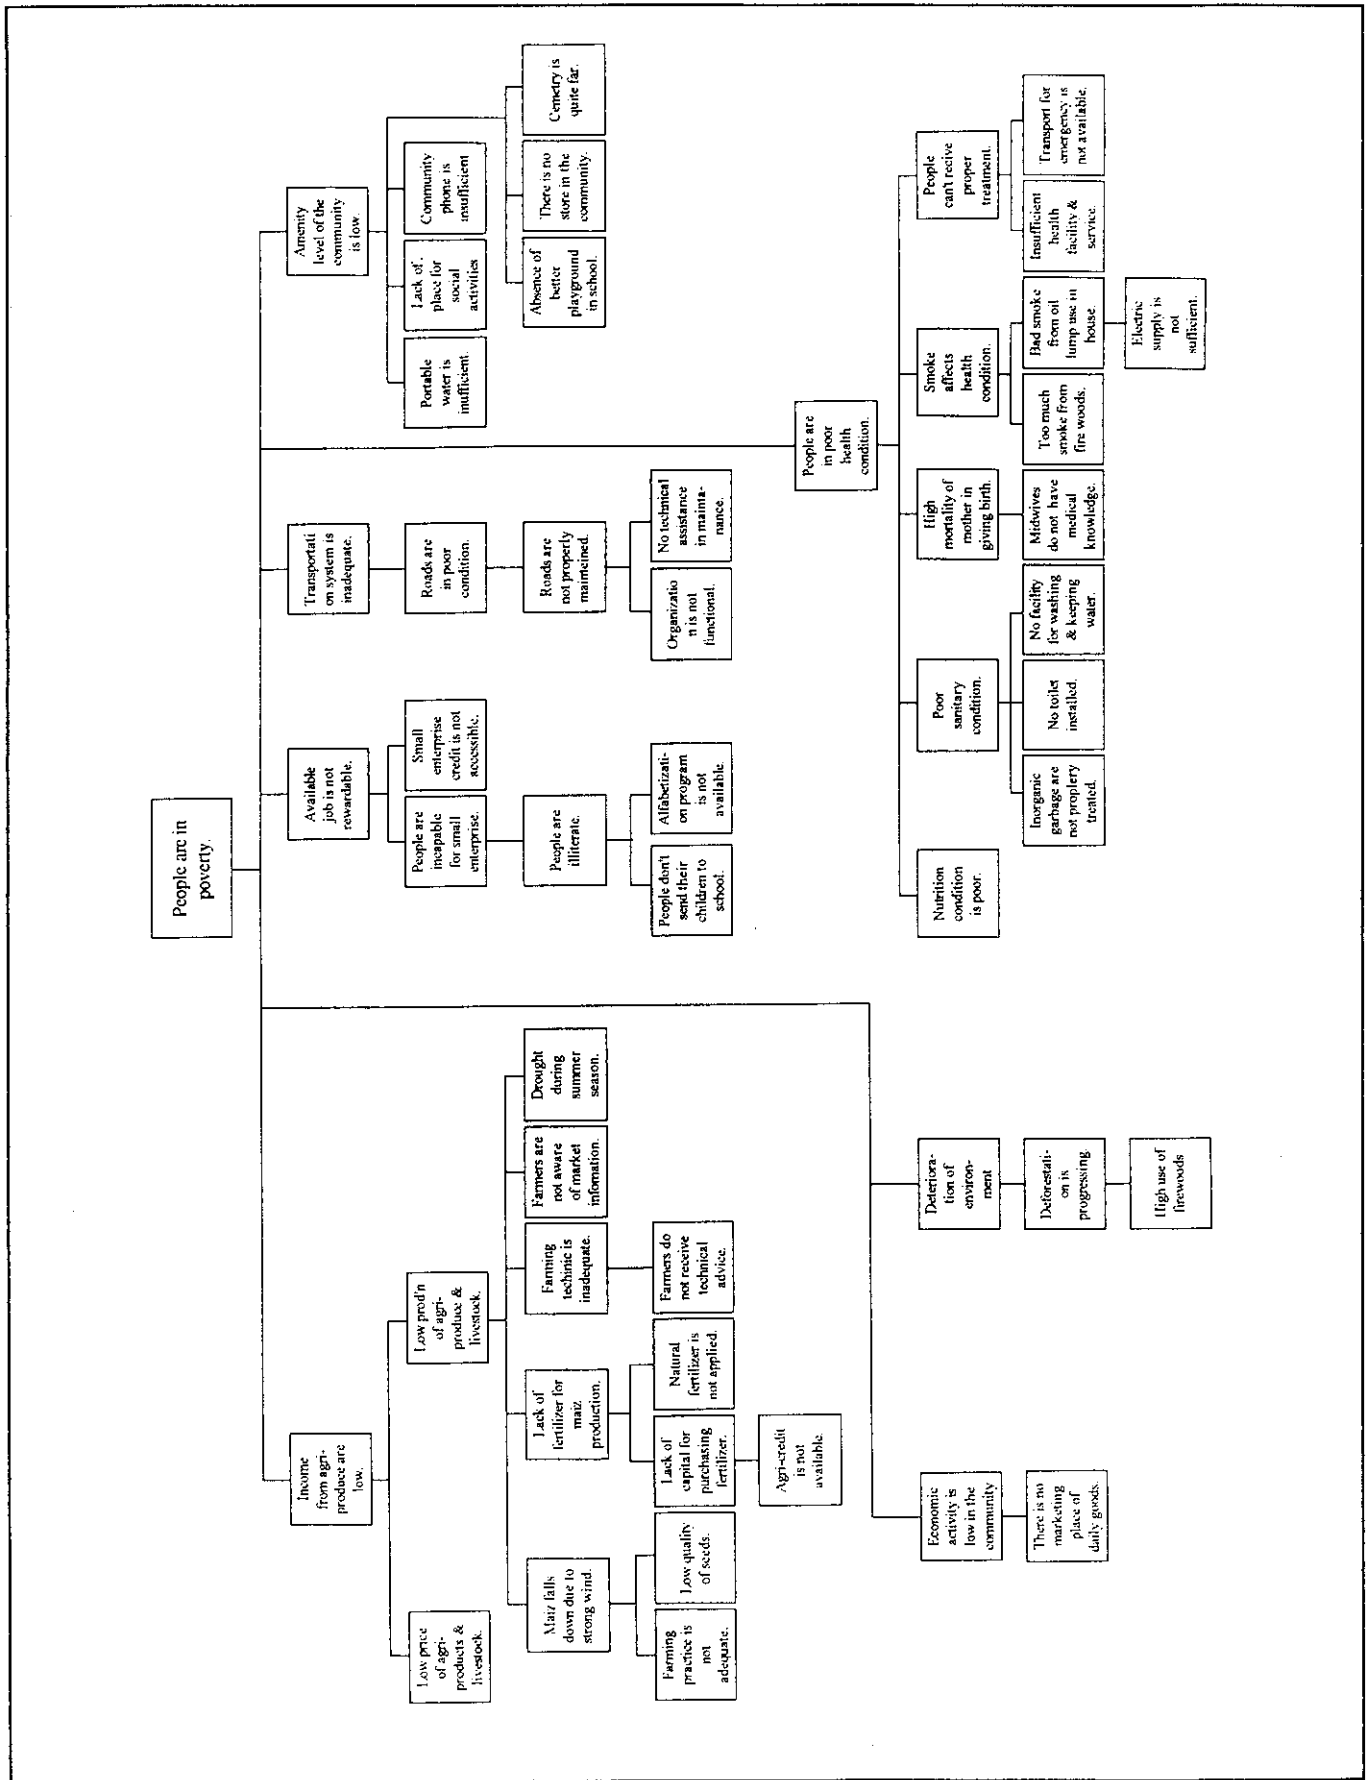 People are in
poverty.
Income
from agri-
produce are
low.
Available
job is not
rewardable.
Transportati
on system is
inadequate.
Amenity
level of the
community
is low.
Low price
of agri-
products &
livestock.
Low prod'n
of agri-
produce &
livestock.
People are
incapable
for small
enterprise.
Small
enterprise
credit is not
accessible.
Roads are
in poor
condition.
Portable
water is
inufficient.
Lack of.
place for
social
activities
Community
phone is
insufficient
Maiz falls
down due to
strong wind.
Lack of
fertilizer for
maiz
production.
Farming
techinic is
inadequate.
Farmers are
not aware
of market
infomation.
Drought
during
summer
season.
People are
illiterate.
Roads are
not properly
mainteined.
Absence of
better
playground
in school.
There is no
store in the
community.
Cemetry is
quite far.
Farming
practice is
not
adequate.
Low quality
of seeds.
Lack of
capital for
purchasing
fertilizer.
Natural
fertilizer is
not applied.
Farmers do
not receive
technical
advice.
People don't
send their
children to
school.
Alfabetizati-
on program
is not
available.
Organizatio
n is not
functional.
No technical
assistance
in mainta-
nance.
Agri-credit
is not
available.
People are
in poor
health
condition.
Economic
activity is
low in the
community
Deteriora-
tion of
environ-
ment
Nutrition
condition
is poor.
Poor
sanitary
condition.
High
mortality of
mother in
giving birth.
Smoke
affects
health
condition.
People
can't recive
proper
treatment.
There is no
marketing
place of
daily goods.
Deforestati-
on is
progressing.
Inorganic
garbage are
not proplery
treated.
No toilet
installed.
No facility
for washing
& keeping
water.
Midwives
do not have
medical
knowledge.
Too much
smoke from
fire woods.
Bad smoke
from oil
lump use in
house.
Insufficient
health
facility &
service.
Transport for
emergency is
not available.
High use of
firewoods
Electric
supply is
not
sufficient.